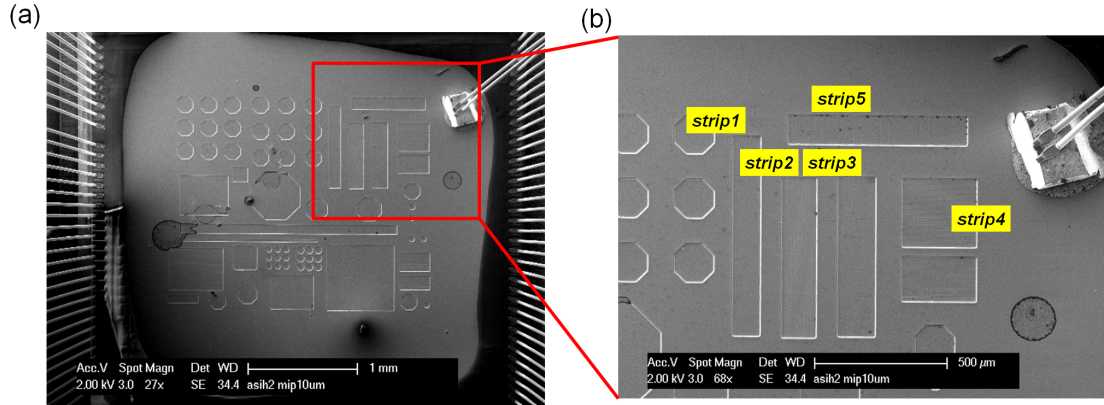 (a)
(b)
strip5
strip1
strip2 strip3
strip4
Acc.V Spot Magn Det WD 1 mm
2.00 kV 3.0 27x SE 34.4 asih2 mip10um
Acc.V Spot Magn Det WD 500 µm
2.00 kV 3.0 68x SE 34.4 asih2 mip10um